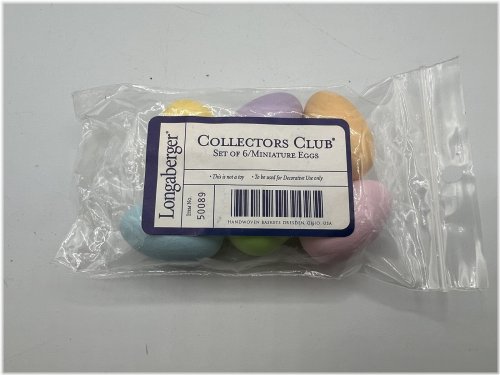 Longaberger®
Item No.
50089
COLLECTORS CLUB®
SET OF 6/MINIATURE EGGS
• This is not a toy • To be used for Decorative Use only
HANDWOVEN BASKETS DRESDEN, OHIO, USA